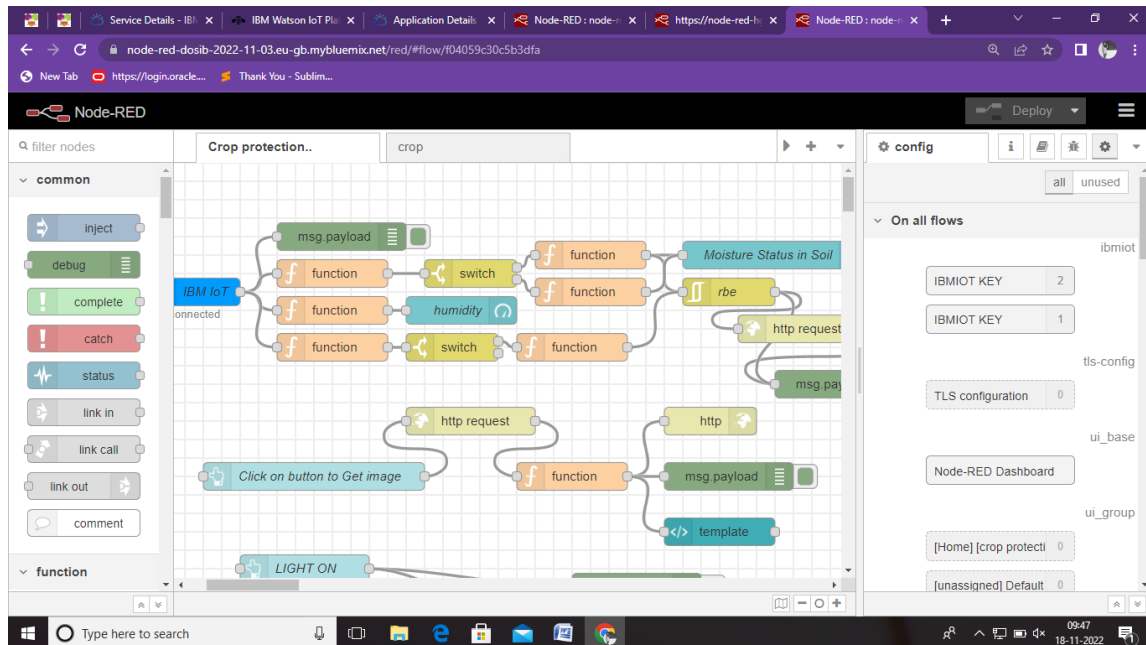 Service Details - IBM
IBM Watson IoT Pla
Application Details
Node-RED : node-r
https://node-red-h
Node-RED : node-r
node-red-dosib-2022-11-03.eu-gb.mybluemix.net/red/#flow/f04059c30c5b3dfa
New Tab
https://login.oracle....
Thank You - Sublim...
Node-RED
Deploy
filter nodes
Crop protection..
crop
config
i
all
unused
common
inject
debug
complete
catch
status
link in
link call
link out
comment
function
msg.payload
function
switch
function
Moisture Status in Soil
IBM IoT
onnected
function
rbe
function
humidity
http request
function
switch
function
msg.pay
http request
http
Click on button to Get image
function
msg.payload
template
LIGHT ON
On all flows
ibmiot
IBMIOT KEY 2
IBMIOT KEY 1
tls-config
TLS configuration 0
ui_base
Node-RED Dashboard
ui_group
[Home] [crop protecti 0
[unassigned] Default 0
Type here to search
09:47
18-11-2022